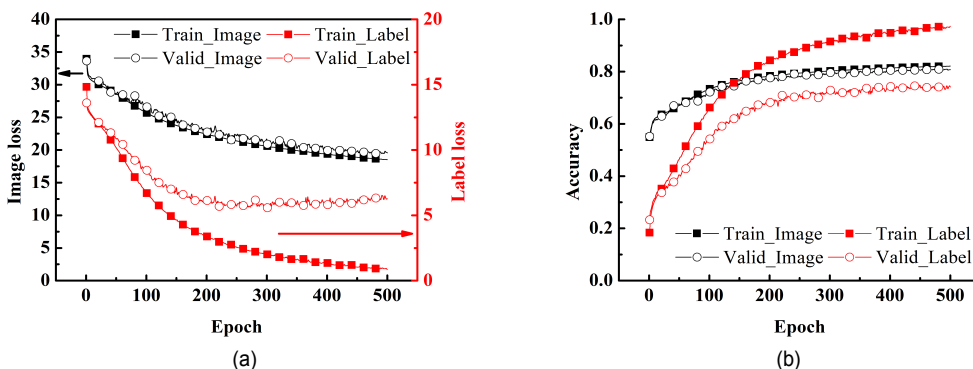 40
35
30
25
20
15
10
5
0
Image loss
Train_Image
Train_Label
Valid_Image
Valid_Label
20
15
10
5
0
Label loss
0 100 200 300 400 500
Epoch
(a)
1.0
0.8
0.6
0.4
0.2
0.0
Accuracy
Train_Image
Train_Label
Valid_Image
Valid_Label
0 100 200 300 400 500
Epoch
(b)